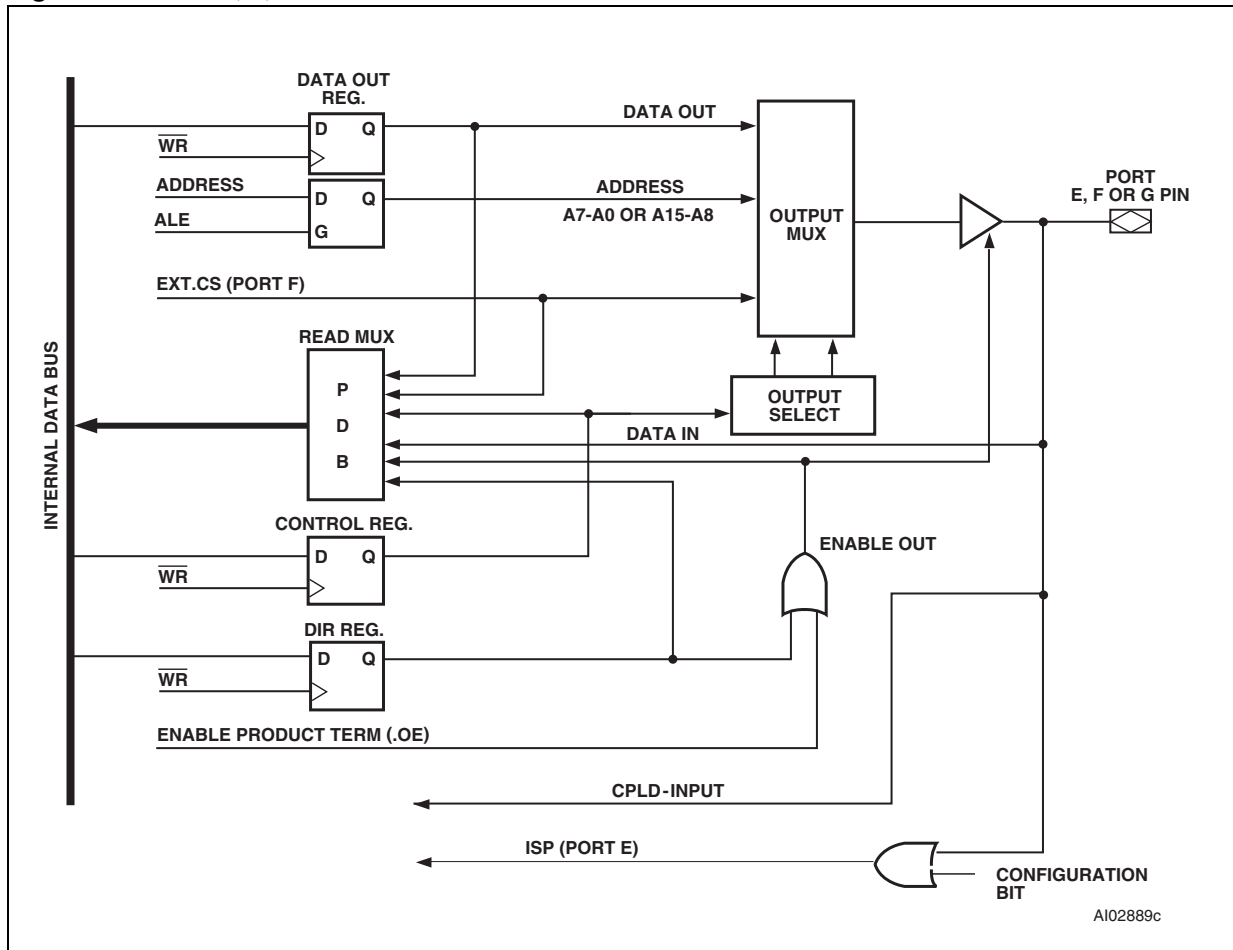 DATA OUT
REG.
D Q
WR
DATA OUT
ADDRESS
D Q
ALE
G
ADDRESS
A7-A0 OR A15-A8
OUTPUT
MUX
PORT
E, F OR G PIN
EXT.CS (PORT F)
READ MUX
P
D
B
OUTPUT
SELECT
DATA IN
INTERNAL DATA BUS
CONTROL REG.
D Q
WR
ENABLE OUT
DIR REG.
D Q
WR
ENABLE PRODUCT TERM (.OE)
CPLD-INPUT
ISP (PORT E)
CONFIGURATION
BIT
AI02889c